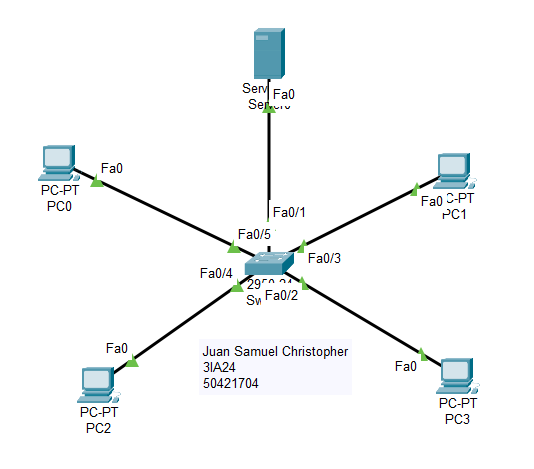 Fa0
Fa0
PC-PT
PC0
Fa0
PC1
Fa0/1
Fa0/5
Fa0/3
Fa0/4
Fa0/2
Fa0
PC-PT
PC2
Juan Samuel Christopher
3IA24
50421704
Fa0
PC-PT
PC3